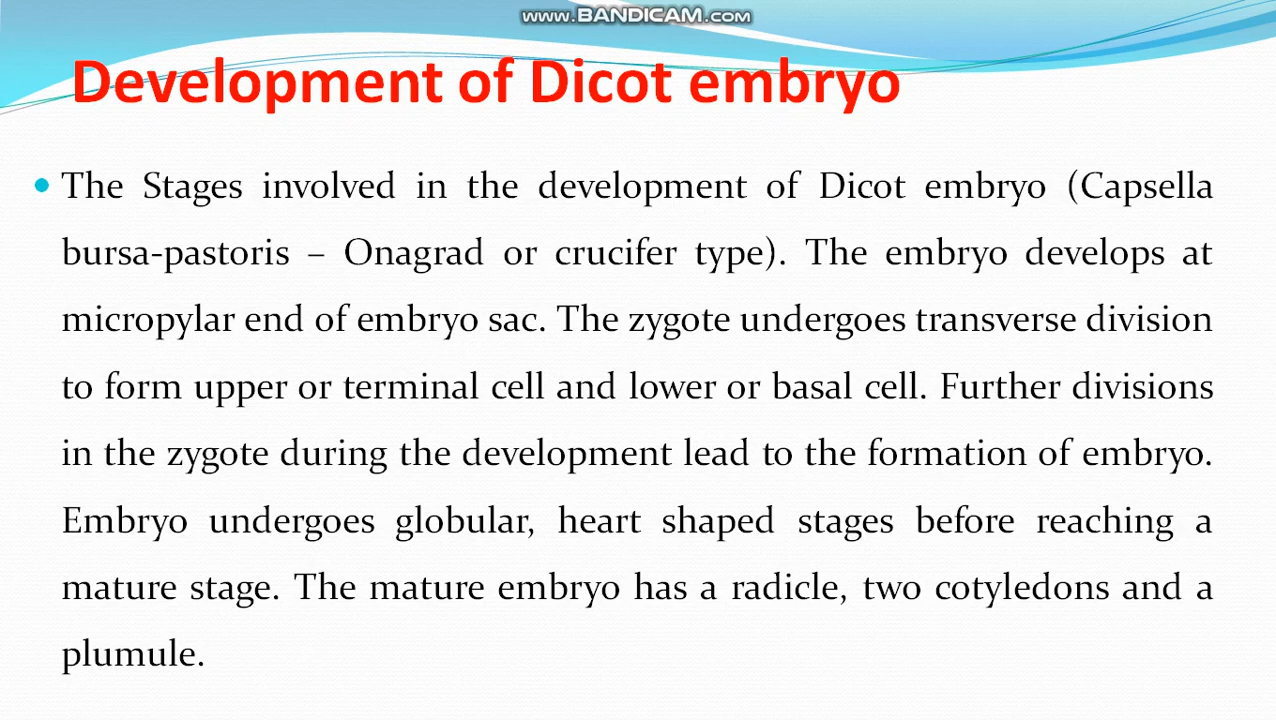 www.BANDICAM.com
Development of Dicot embryo
• The Stages involved in the development of Dicot embryo (Capsella
bursa-pastoris – Onagrad or crucifer type). The embryo develops at
micropylar end of embryo sac. The zygote undergoes transverse division
to form upper or terminal cell and lower or basal cell. Further divisions
in the zygote during the development lead to the formation of embryo.
Embryo undergoes globular, heart shaped stages before reaching a
mature stage. The mature embryo has a radicle, two cotyledons and a
plumule.